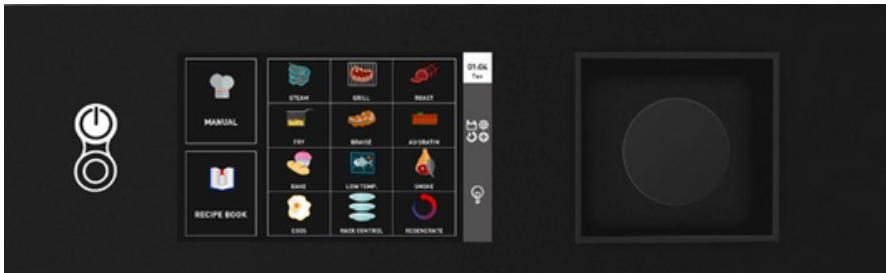 01:04
Tue
STEAM
GRILL
ROAST
MANUAL
FRY
BRAISE
AU GRATIN
BAKE
LOW TEMP.
SMOKE
RECIPE BOOK
EGGS
RACK CONTROL
REGENERATE